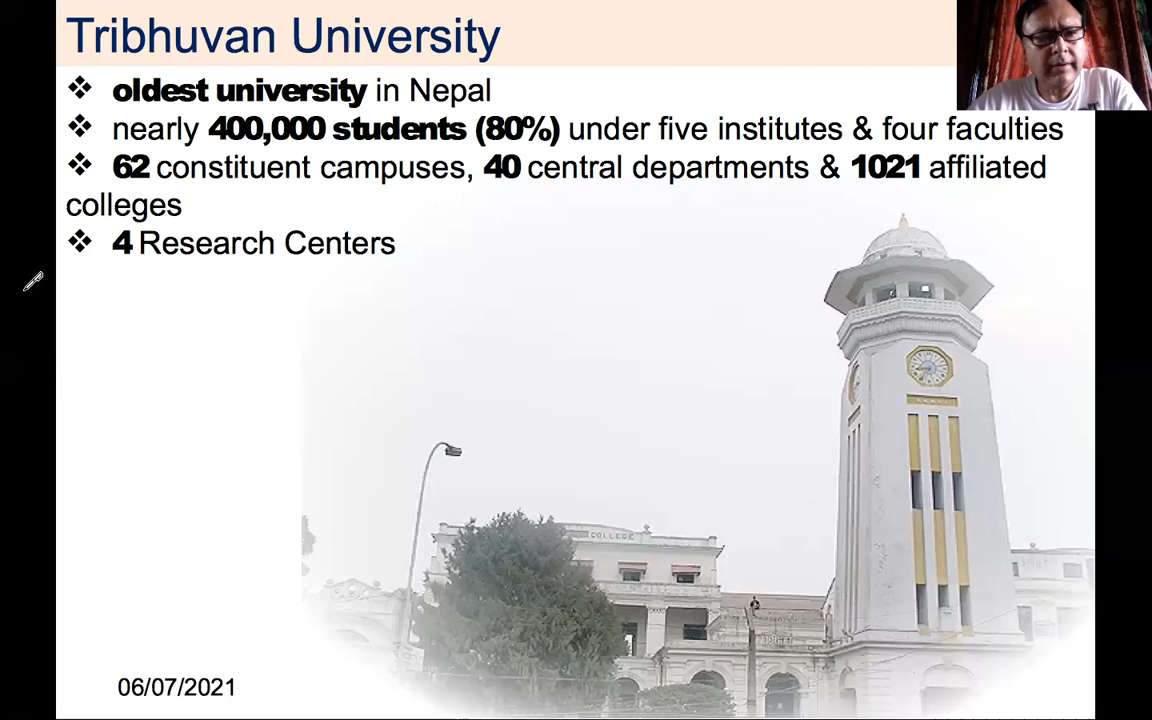 Tribhuvan University
❖ oldest university in Nepal
❖ nearly 400,000 students (80%) under five institutes & four faculties
❖ 62 constituent campuses, 40 central departments & 1021 affiliated
colleges
❖ 4 Research Centers
COLLEGE
06/07/2021